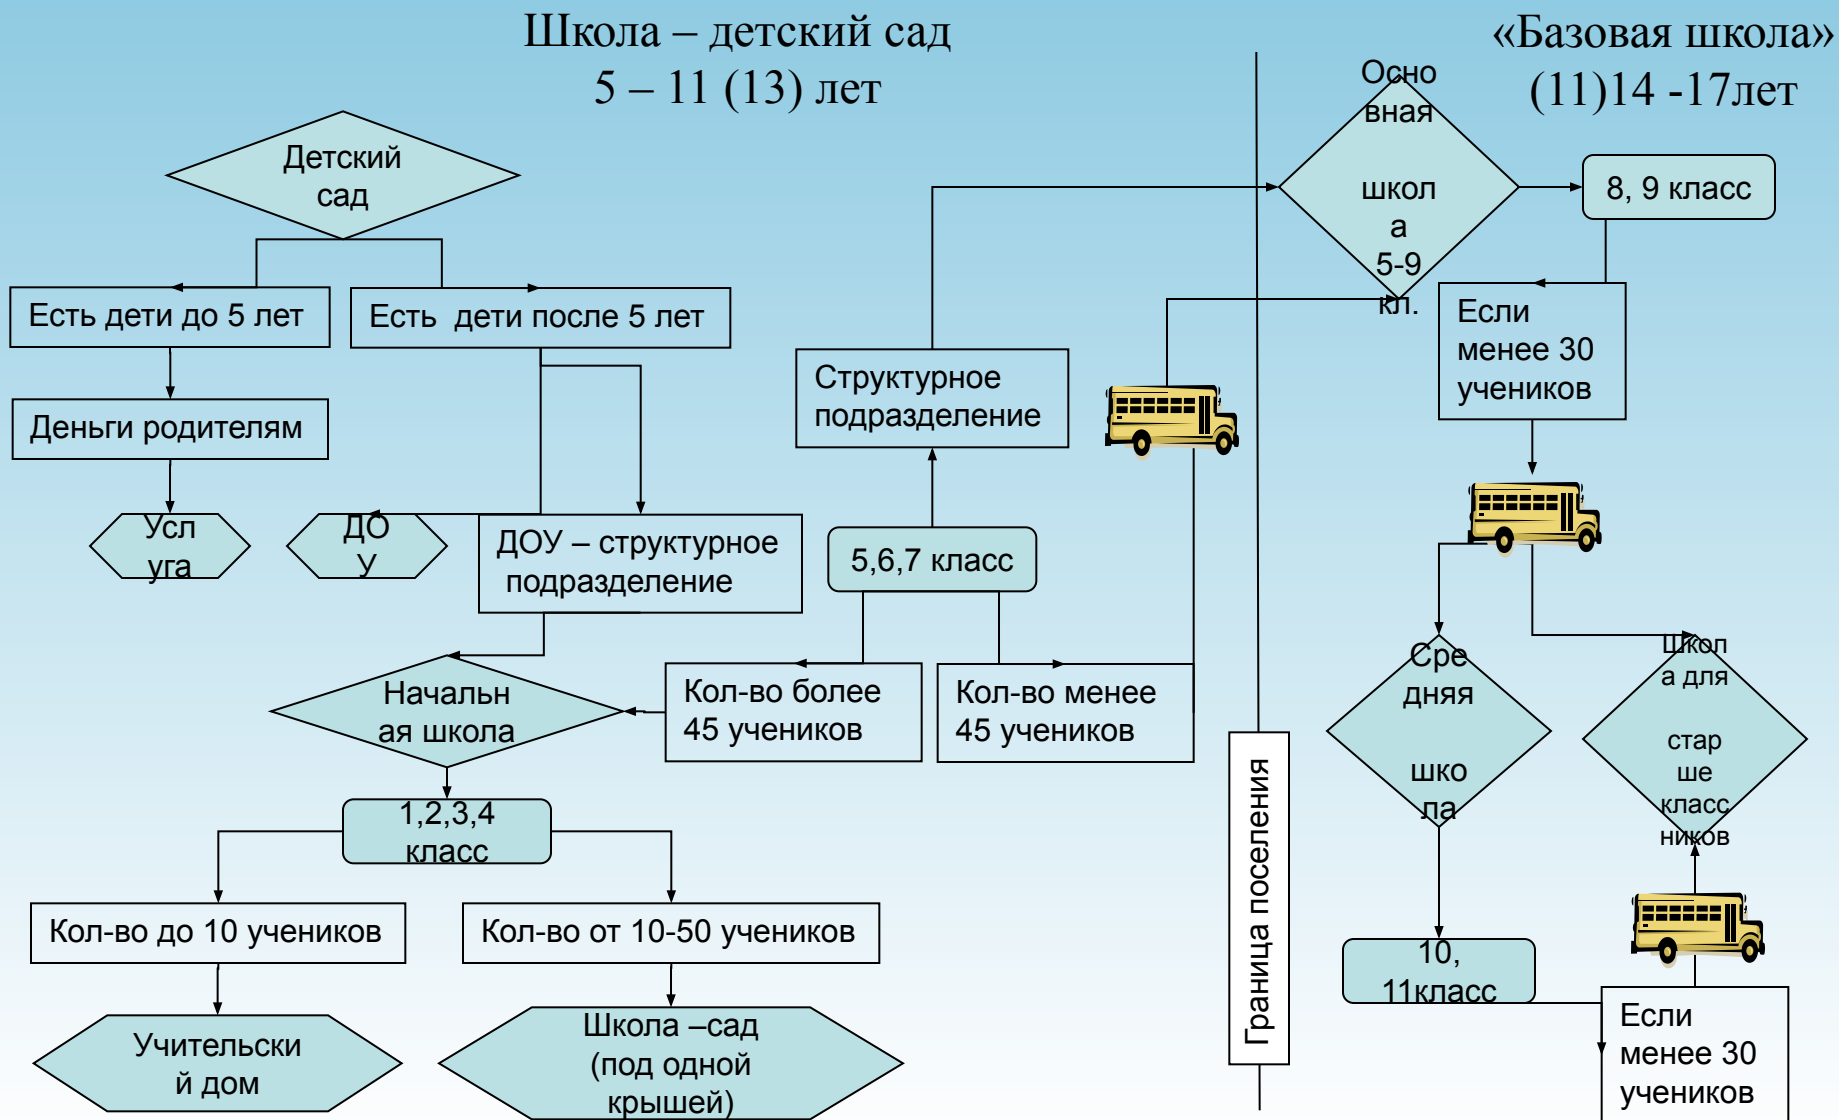 Школа – детский сад
5 – 11 (13) лет
«Базовая школа»
(11)14 -17лет
Детский
сад
Есть дети до 5 лет
Есть дети после 5 лет
Деньги родителям
Усл
уга
ДО
У
ДОУ – структурное
подразделение
Начальн
ая школа
1,2,3,4
класс
Кол-во до 10 учеников
Кол-во от 10-50 учеников
Учительски
й дом
Школа –сад
(под одной
крышей)
Структурное
подразделение
5,6,7 класс
Кол-во более
45 учеников
Кол-во менее
45 учеников
Граница поселения
Осно
вная
школ
а
5-9
кл.
8, 9 класс
Если
менее 30
учеников
Сре
дняя
шко
ла
Школ
а для
стар
ше
класс
ников
10,
11класс
Если
менее 30
учеников